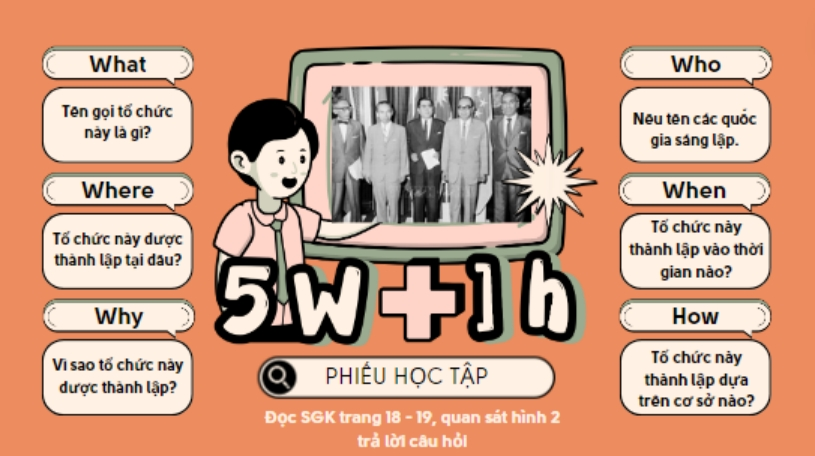 What
Tên gọi tổ chức
này là gì?
Where
Tổ chức này được
thành lập tại đâu?
Why
Vì sao tổ chức này
được thành lập?
5W+1h
PHIẾU HỌC TẬP
Đọc SGK trang 18 - 19, quan sát hình 2
trả lời câu hỏi
Who
Nêu tên các quốc
gia sáng lập.
When
Tổ chức này
thành lập vào thời
gian nào?
How
Tổ chức này
thành lập dựa
trên cơ sở nào?